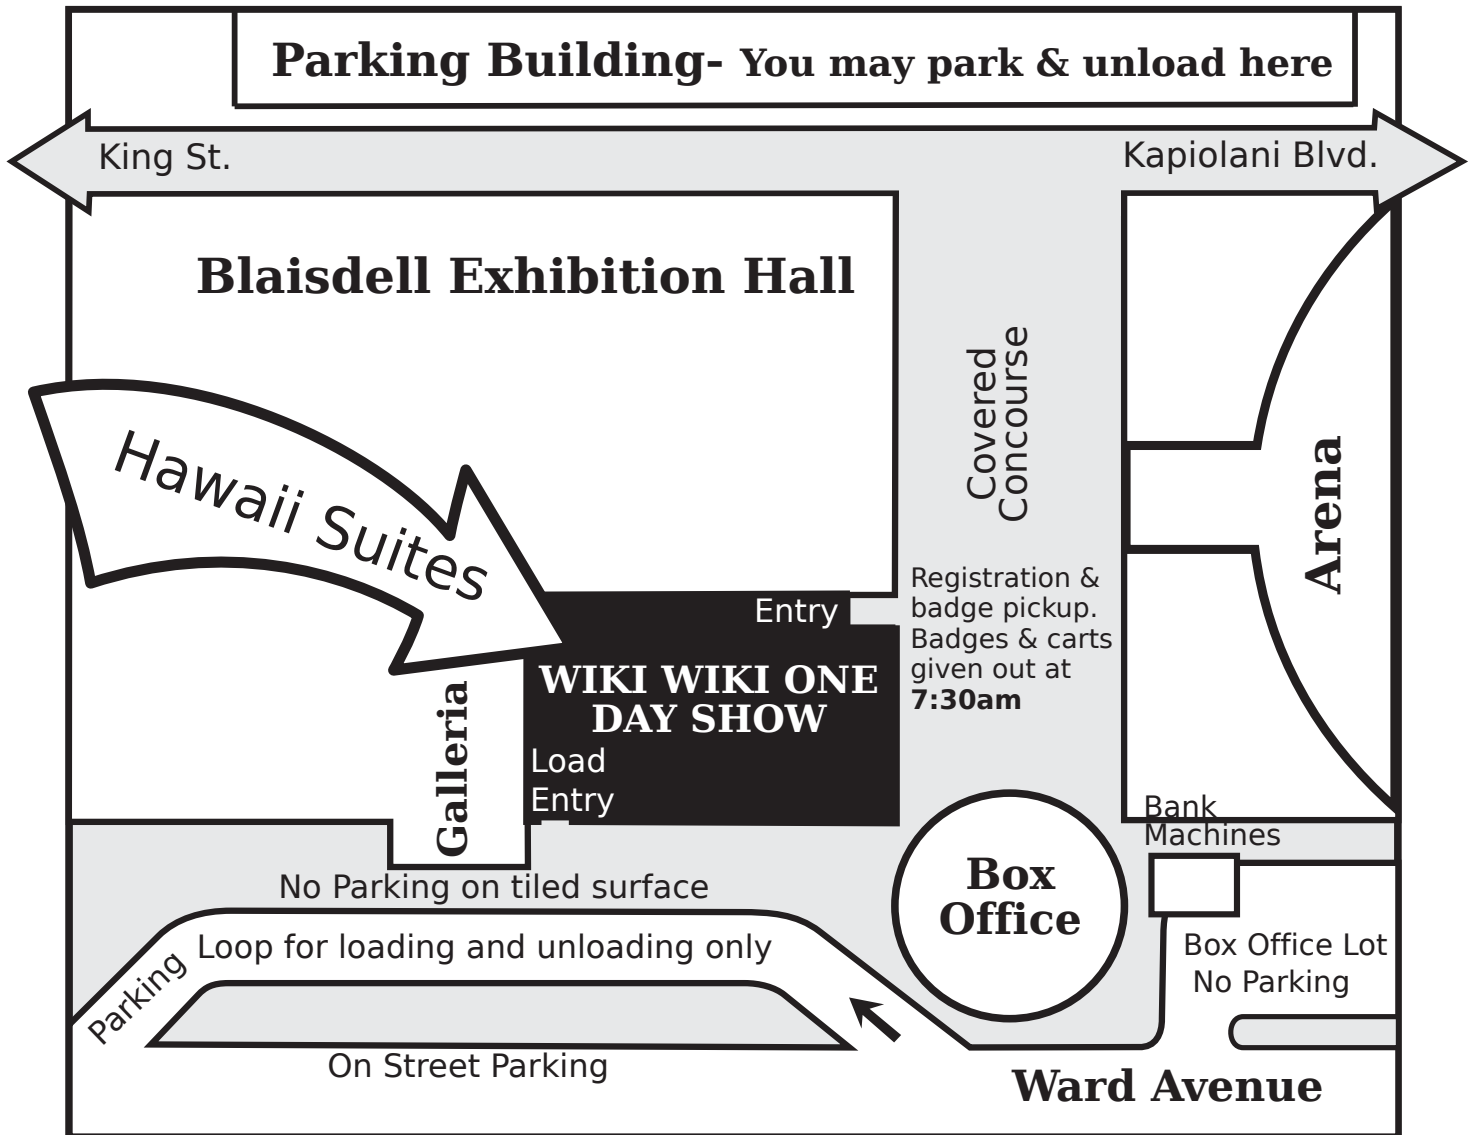 Parking Building- You may park & unload here
King St.
Kapiolani Blvd.
Blaisdell Exhibition Hall
Covered
Concourse
Hawaii Suites
Arena
Registration &
badge pickup.
Badges & carts
given out at
7:30am
Entry
WIKI WIKI ONE
DAY SHOW
Load
Entry
Galleria
Bank
Machines
Box
Office
No Parking on tiled surface
Loop for loading and unloading only
Parking
Box Office Lot
No Parking
On Street Parking
Ward Avenue